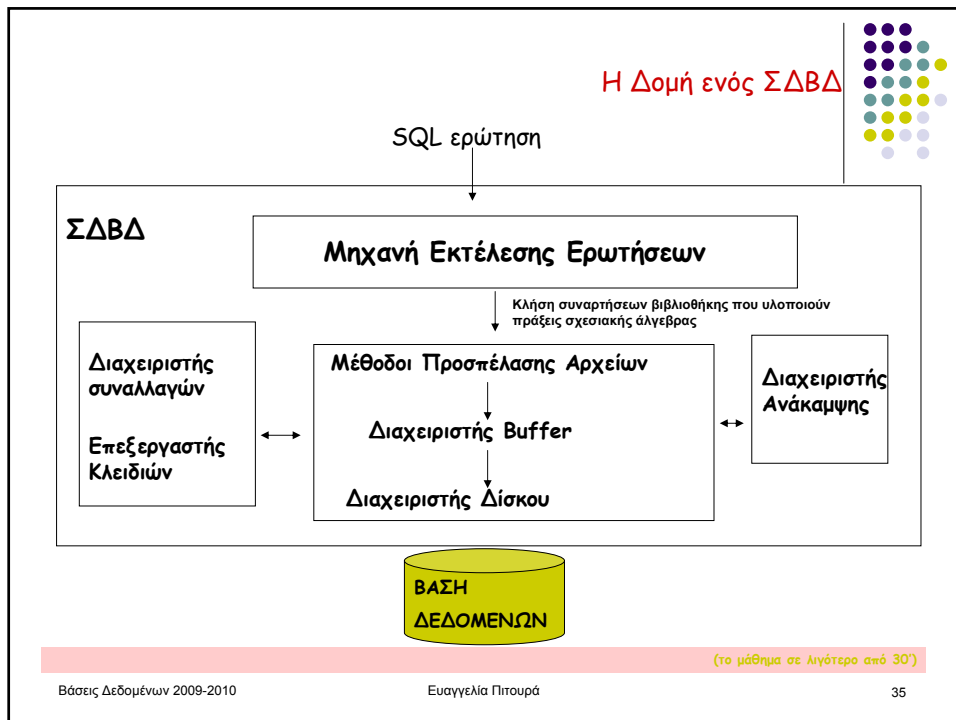 Η Δομή ενός ΣΔΒΔ
SQL ερώτηση
ΣΔΒΔ
Μηχανή Εκτέλεσης Ερωτήσεων
Κλήση συναρτήσεων βιβλιοθήκης που υλοποιούν
πράξεις σχεσιακής άλγεβρας
Διαχειριστής
συναλλαγών
Επεξεργαστής
Κλειδιών
Μέθοδοι Προσπέλασης Αρχείων
Διαχειριστής Buffer
Διαχειριστής Δίσκου
Διαχειριστής
Ανάκαμψης
ΒΑΣΗ
ΔΕΔΟΜΕΝΩΝ
(το μάθημα σε λιγότερο από 30')
Βάσεις Δεδομένων 2009-2010
Ευαγγελία Πιτουρά
35